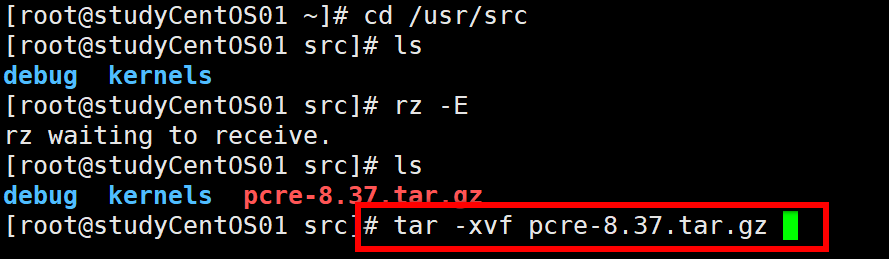 [root@studyCentOS01 ~]# cd /usr/src
[root@studyCentOS01 src]# ls
debug  kernels
[root@studyCentOS01 src]# rz -E
rz waiting to receive.
[root@studyCentOS01 src]# ls
debug  kernels  pcre-8.37.tar.gz
[root@studyCentOS01 src]# tar -xvf pcre-8.37.tar.gz